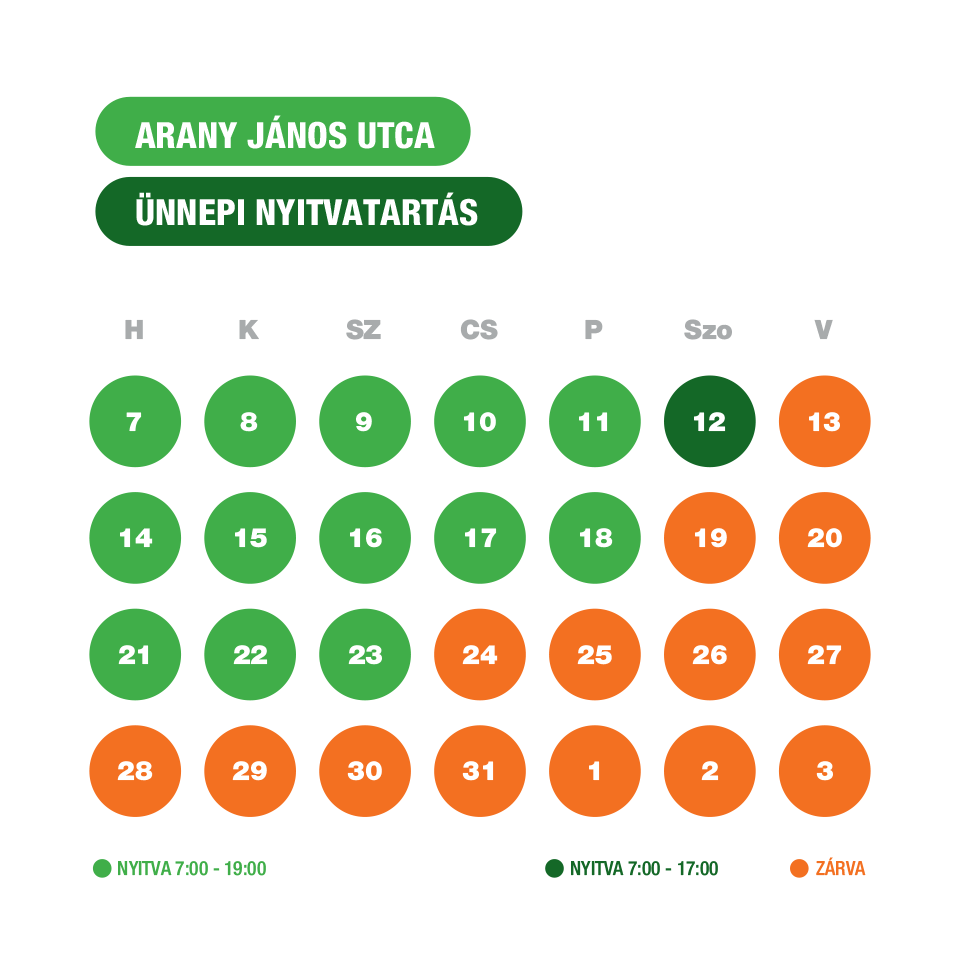 ARANY JÁNOS UTCA
ÜNNEPI NYITVATARTÁS
H K SZ CS P Szo V
7 8 9 10 11 12 13
14 15 16 17 18 19 20
21 22 23 24 25 26 27
28 29 30 31 1 2 3
NYITVA 7:00 - 19:00 NYITVA 7:00 - 17:00 ZÁRVA